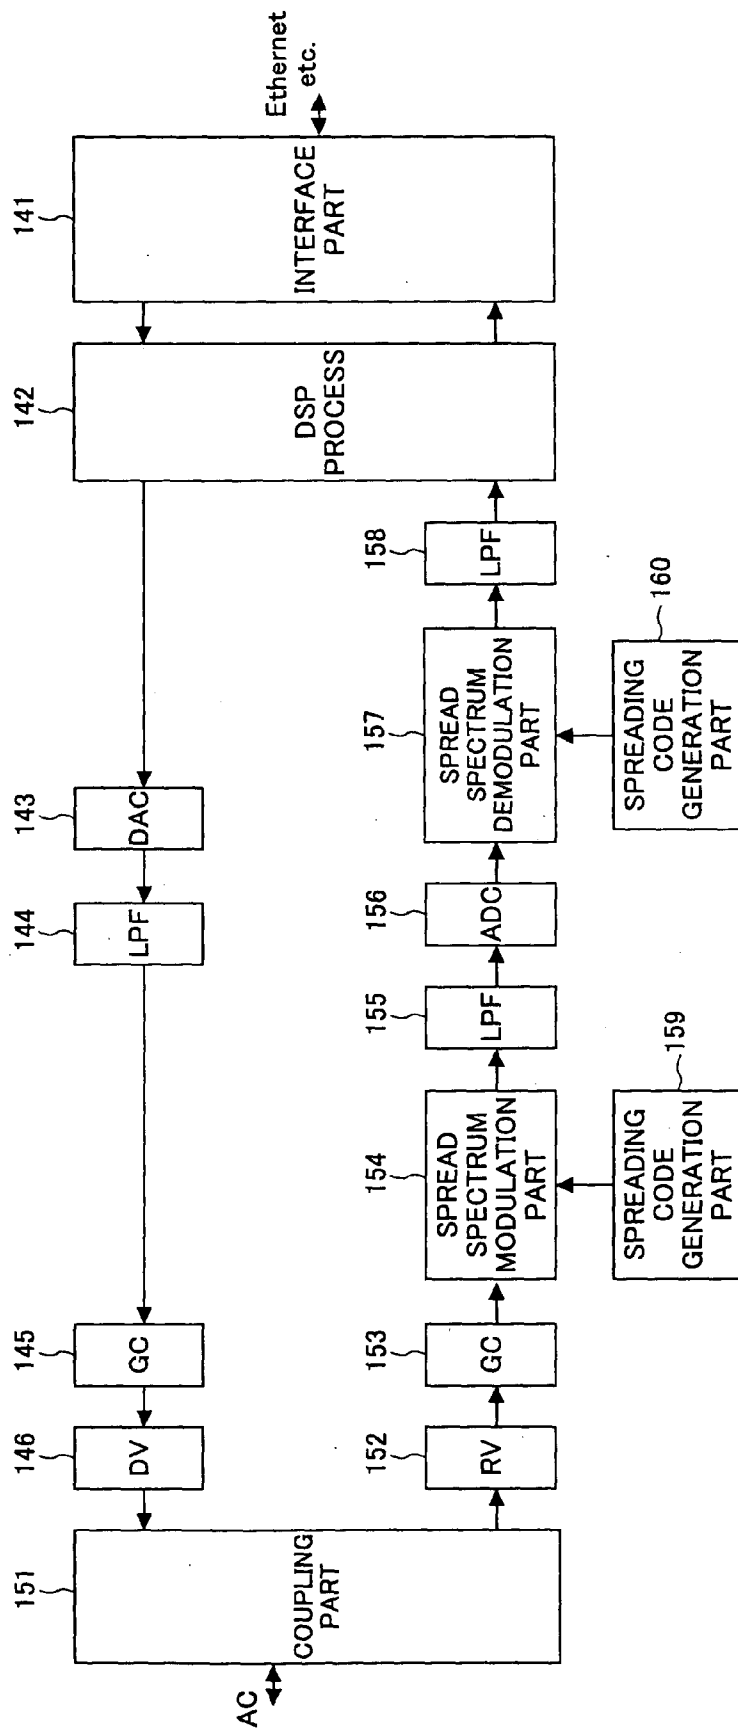 AC
151
COUPLING
PART
146
DV
145
GC
144
LPF
143
DAC
142
DSP
PROCESS
141
INTERFACE
PART
Ethernet
etc.
152
RV
153
GC
154
SPREAD
SPECTRUM
MODULATION
PART
155
LPF
156
ADC
157
SPREAD
SPECTRUM
DEMODULATION
PART
158
LPF
159
SPREADING
CODE
GENERATION
PART
160
SPREADING
CODE
GENERATION
PART